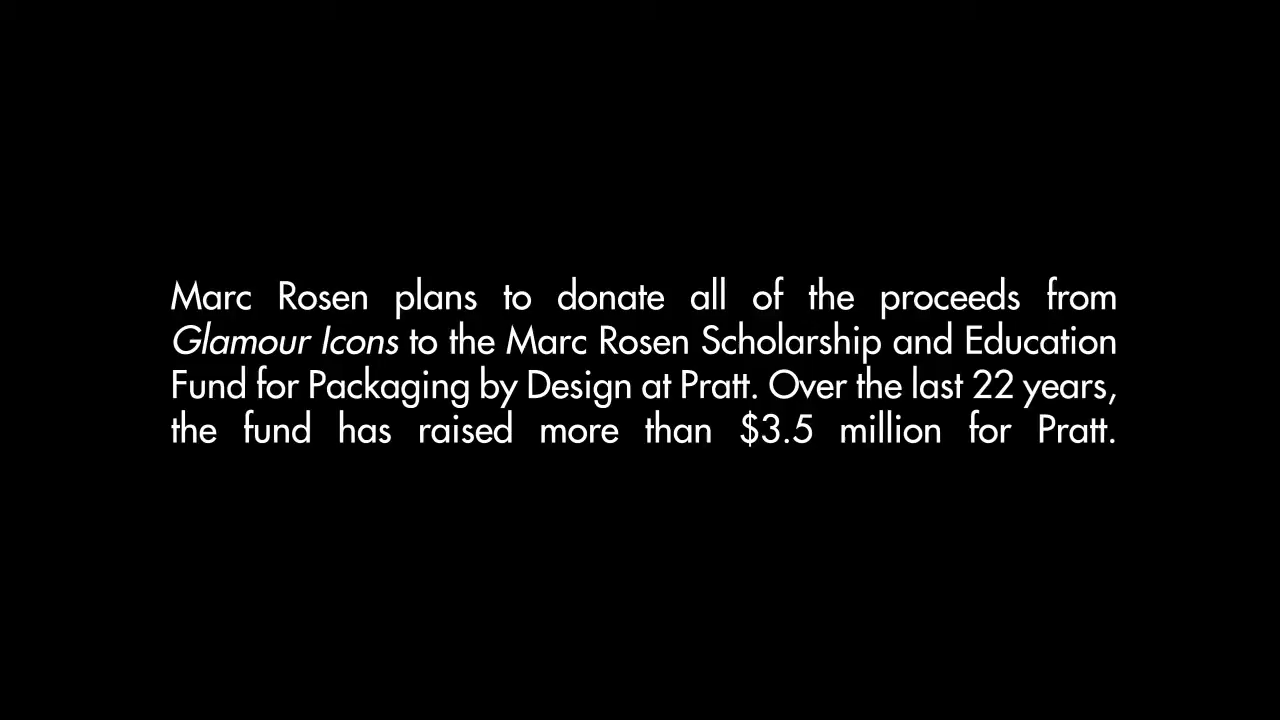 Marc Rosen plans to donate all of the proceeds from
Glamour Icons to the Marc Rosen Scholarship and Education
Fund for Packaging by Design at Pratt. Over the last 22 years,
the fund has raised more than $3.5 million for Pratt.